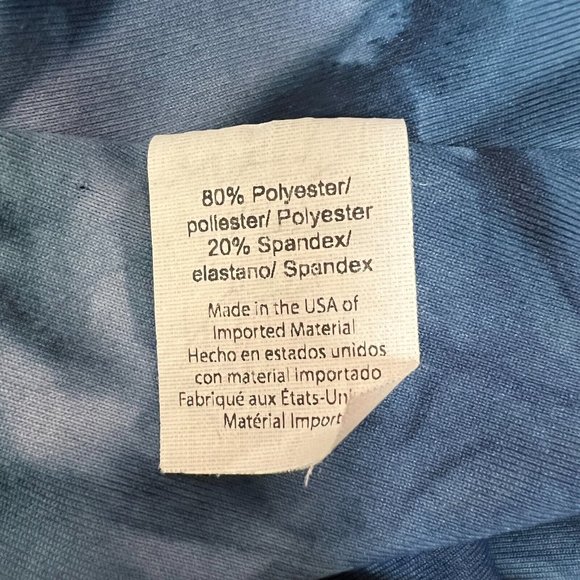 80% Polyester/
poliester/ Polyester
20% Spandex/
elastano/ Spandex
Made in the USA of
Imported Material
Hecho en estados unidos
con material importado
Fabriqué aux
Matérial